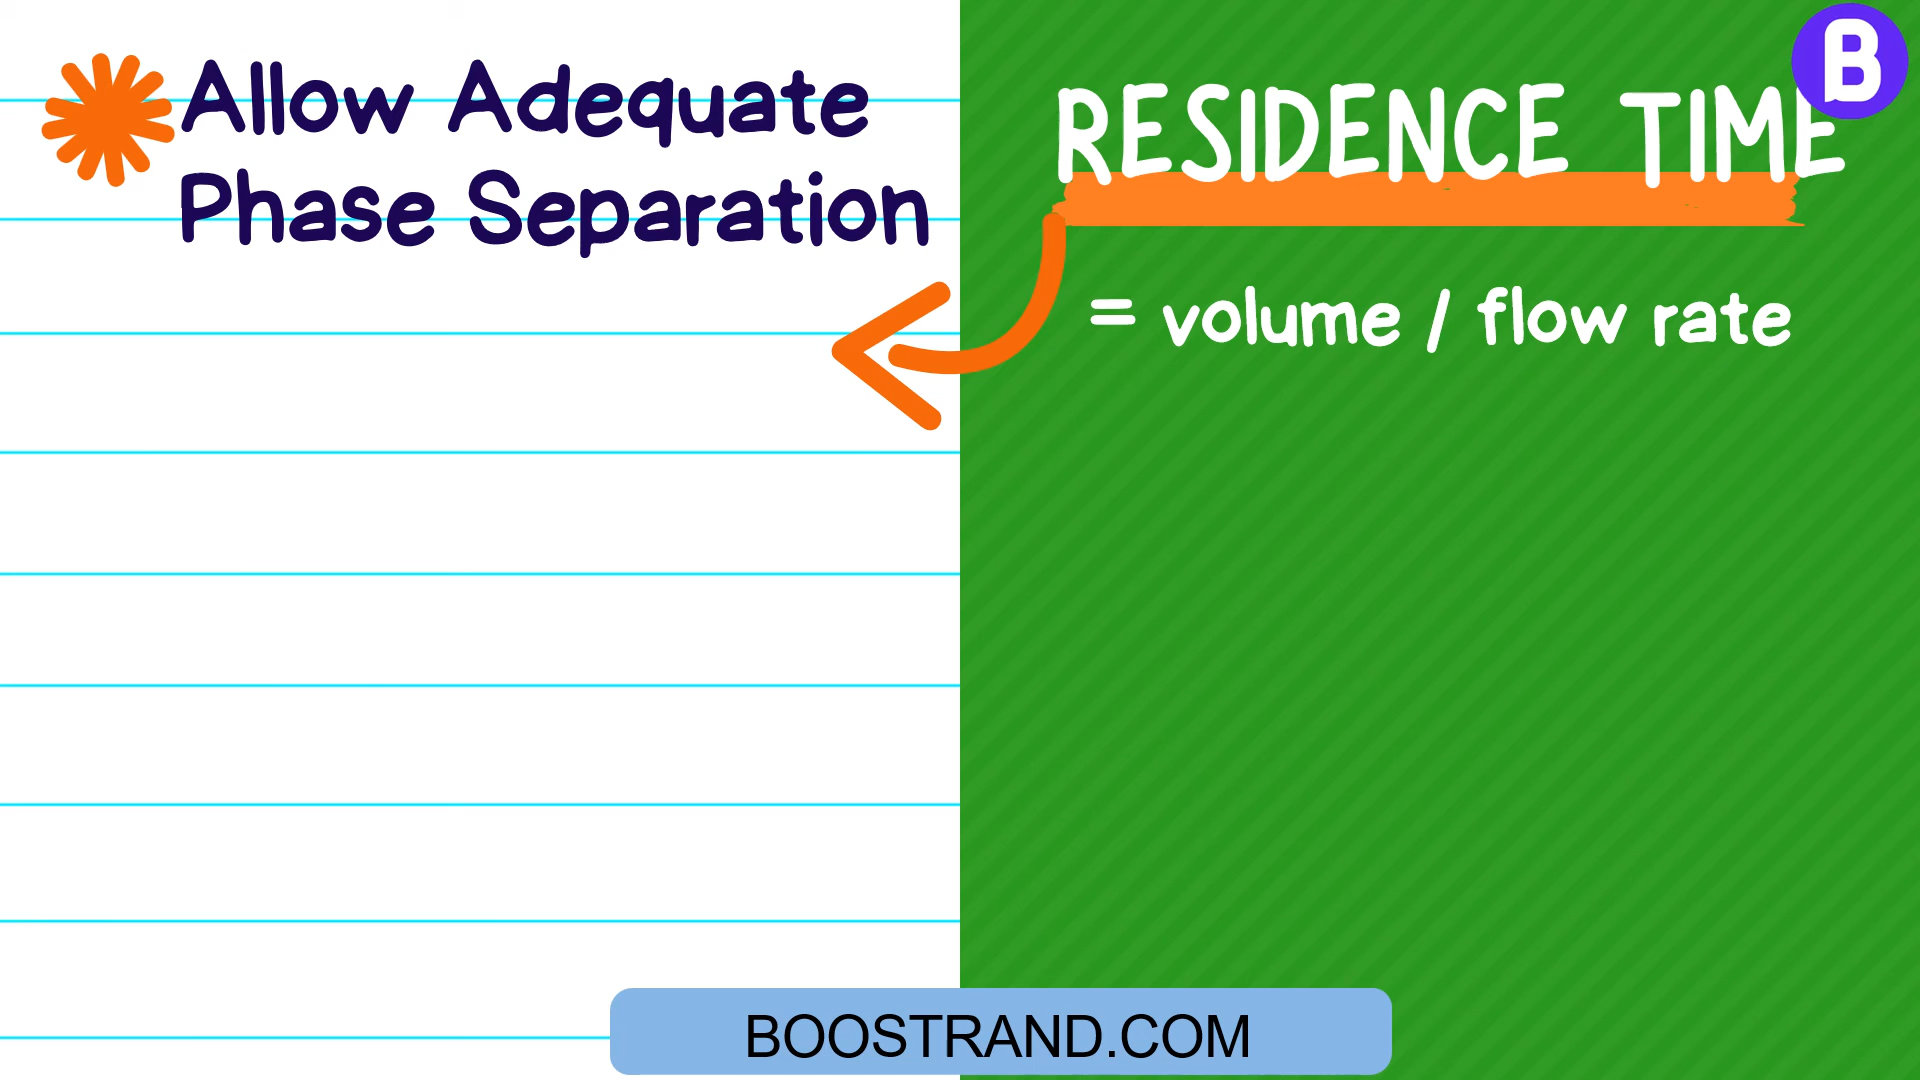 Allow Adequate
Phase Separation
RESIDENCE TIME
= volume / flow rate
B
BOOSTRAND.COM